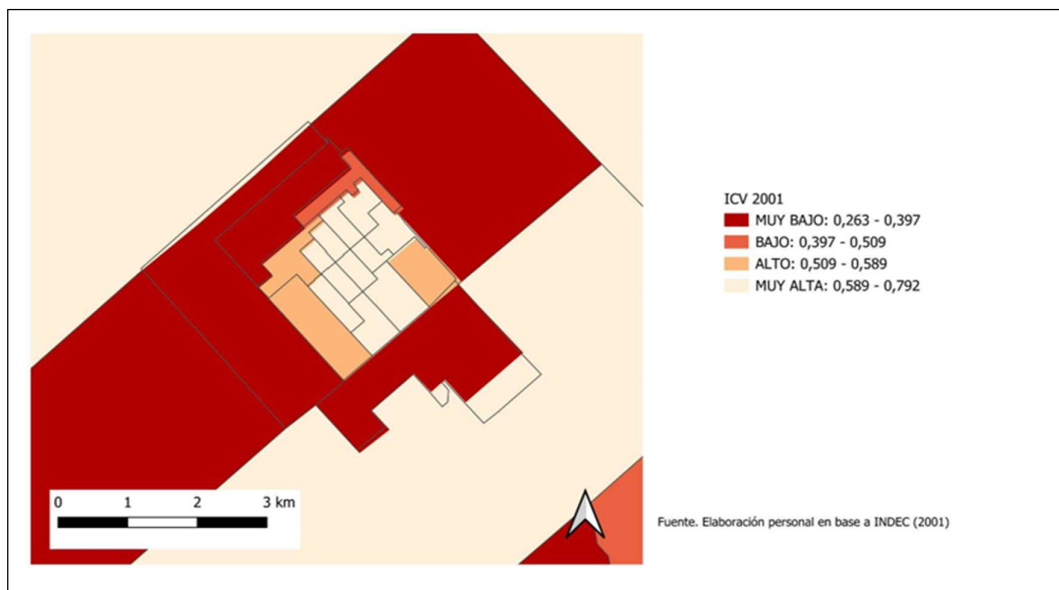 ICV 2001
MUY BAJO: 0,263 - 0,397
BAJO: 0,397 - 0,509
ALTO: 0,509 - 0,589
MUY ALTA: 0,589 - 0,792
0 1 2 3 km
Fuente. Elaboración personal en base a INDEC (2001)